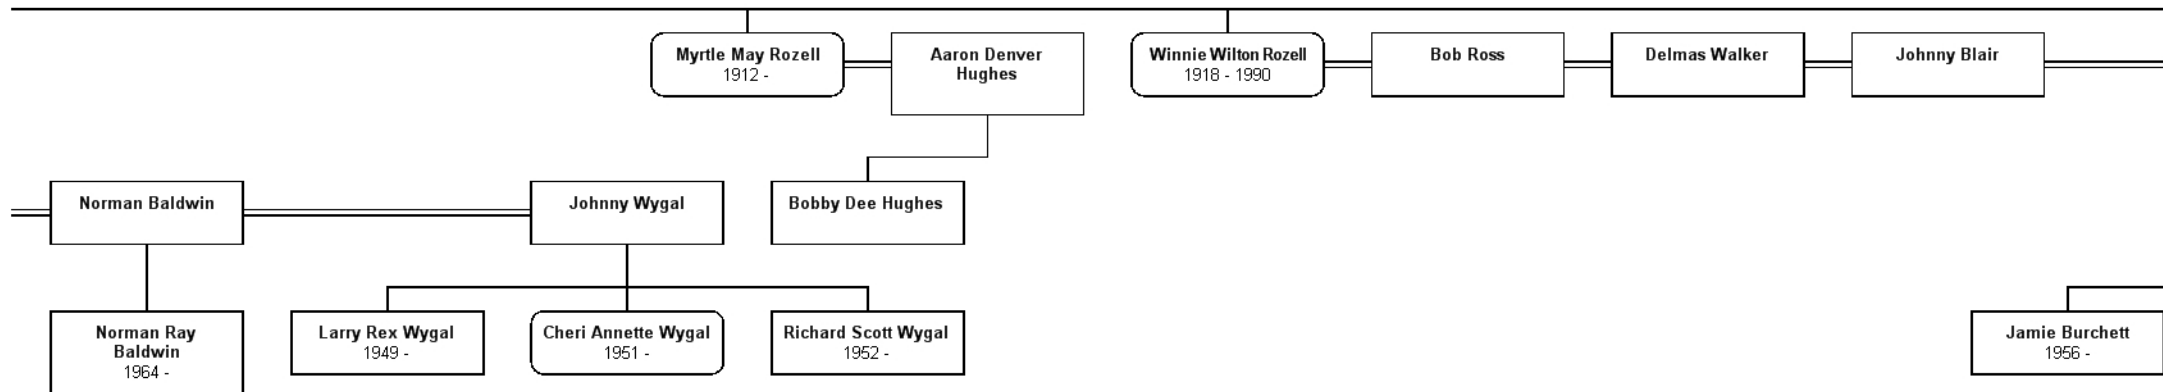 Myrtle May Rozell
1912 -
Aaron Denver
Hughes
Winnie Wilton Rozell
1918 - 1990
Bob Ross
Delmas Walker
Johnny Blair
Norman Baldwin
Johnny Wygal
Bobby Dee Hughes
Norman Ray
Baldwin
1964 -
Larry Rex Wygal
1949 -
Cheri Annette Wygal
1951 -
Richard Scott Wygal
1952 -
Jamie Burchett
1956 -